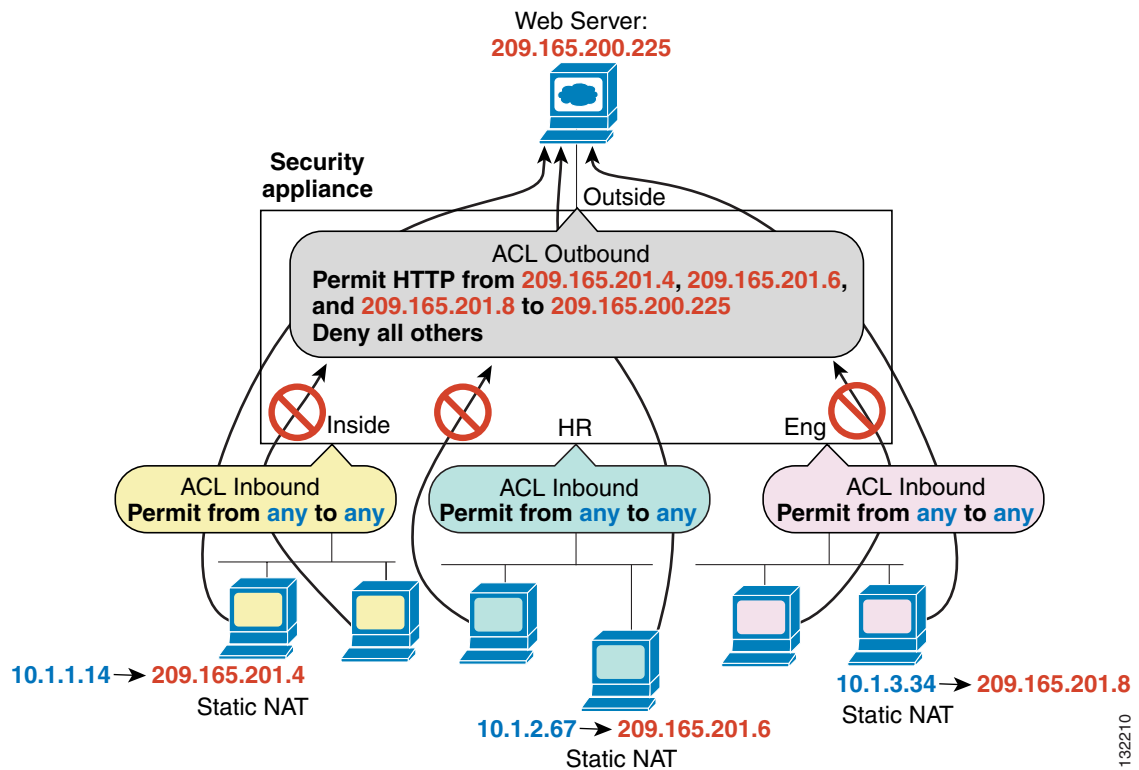 Web Server:
209.165.200.225
Security
appliance
Outside
ACL Outbound
Permit HTTP from 209.165.201.4, 209.165.201.6,
and 209.165.201.8 to 209.165.200.225
Deny all others
Inside
HR
Eng
ACL Inbound
Permit from any to any
ACL Inbound
Permit from any to any
ACL Inbound
Permit from any to any
10.1.1.14 209.165.201.4
Static NAT
10.1.2.67 209.165.201.6
Static NAT
10.1.3.34 209.165.201.8
Static NAT
132210